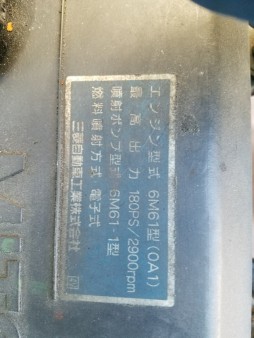 エンジン型式 6M61型(OA1)
最高出力 180PS/2900rpm
噴射ポンプ型式 6M61-1型
燃料噴射方式 電子式
三菱自動車工業株式会社